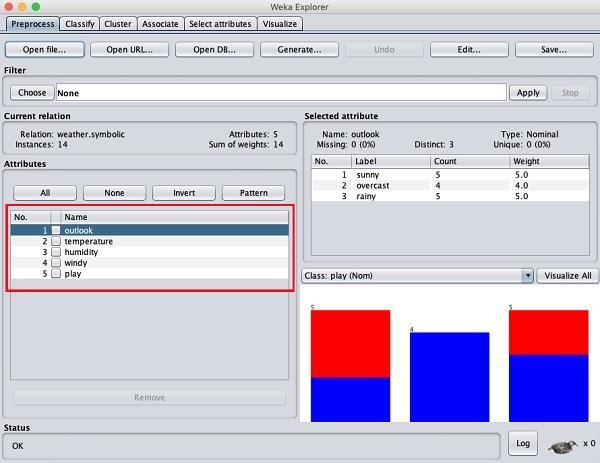 Weka Explorer
Preprocess Classify Cluster Associate Select attributes Visualize
Open file... Open URL... Open DB... Generate... Undo Edit... Save...
Filter
Choose None Apply Stop
Current relation
Relation: weather.symbolic Attributes: 5
Instances: 14 Sum of weights: 14
Attributes
All None Invert Pattern
No. Name
1 outlook
2 temperature
3 humidity
4 windy
5 play
Remove
Selected attribute
Name: outlook Type: Nominal
Missing: 0 (0%) Distinct: 3 Unique: 0 (0%)
No. Label Count Weight
1 sunny 5 5.0
2 overcast 4 4.0
3 rainy 5 5.0
Class: play (Nom) Visualize All
5 4 5
Status
OK Log x 0